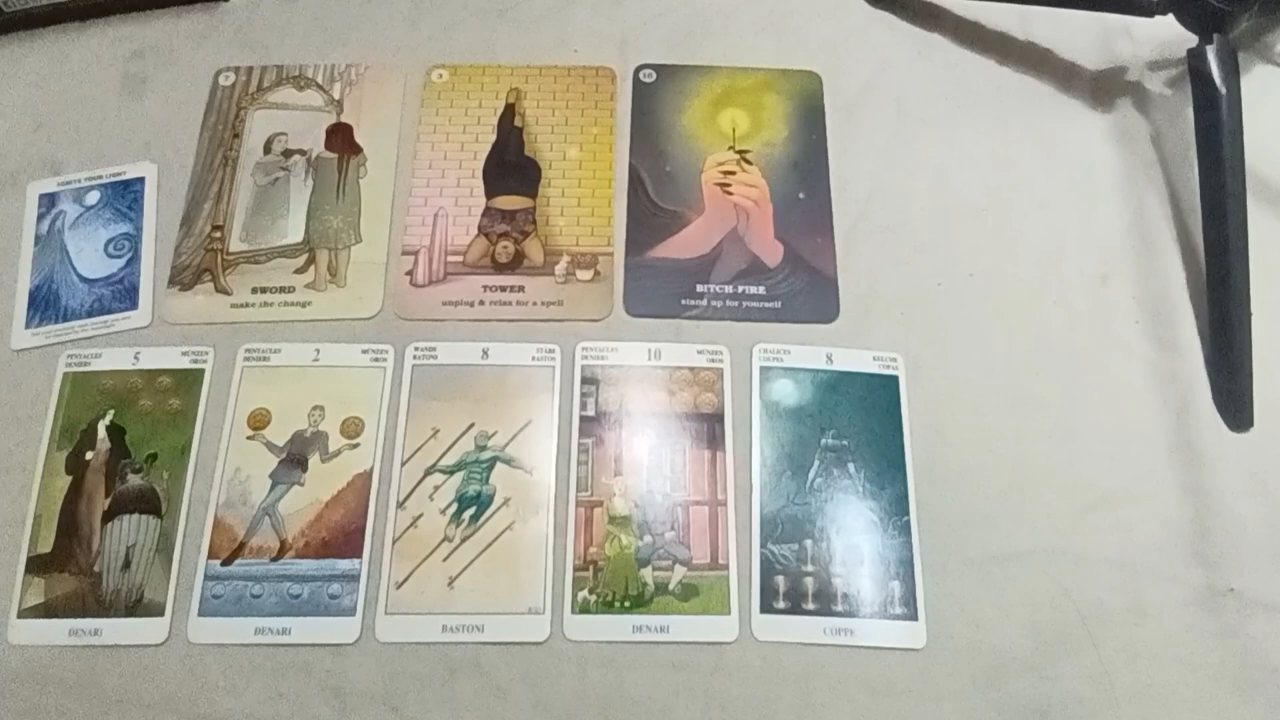 IGNITE YOUR LIGHT
7
SWORD
make the change
3
TOWER
unplug & relax for a spell
BITCH-FIRE
stand up for yourself
PENTACLES
DENIERS
5
MÜNZEN
OROS
DENARI
PENTACLES
DENIERS
2
MÜNZEN
OROS
DENARI
WANDS
BATONS
8
STÄBE
BASTOS
BASTONI
PENTACLES
DENIERS
10
MÜNZEN
OROS
DENARI
CHALICES
COUPES
8
KELCHE
COPAS
COPPE